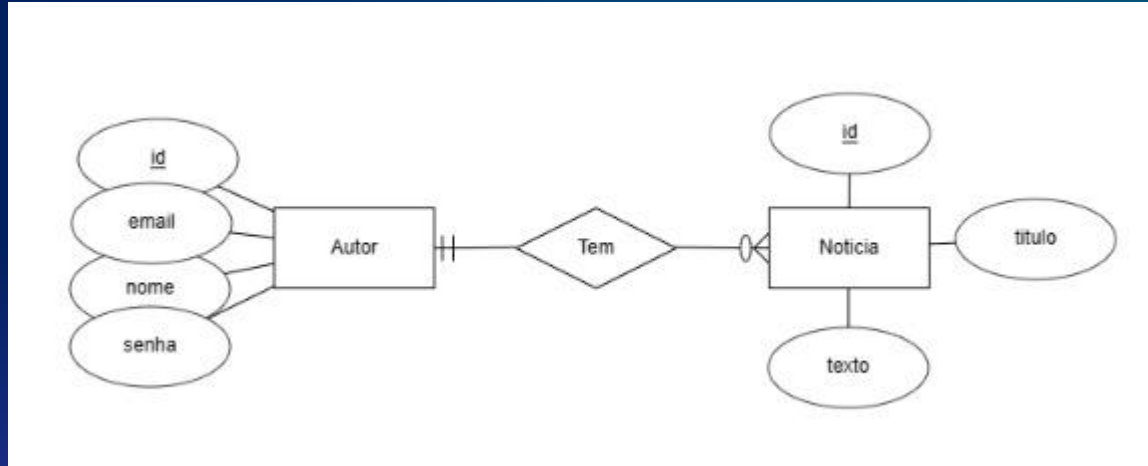 id
email
nome
senha
Autor
Tem
id
Noticia
titulo
texto